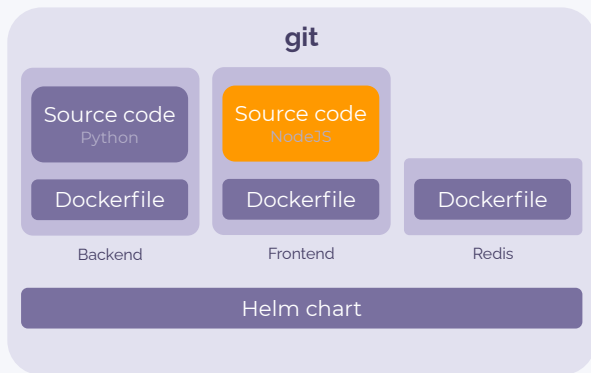 git
Source code
Python
Dockerfile
Backend
Source code
NodeJS
Dockerfile
Frontend
Dockerfile
Redis
Helm chart